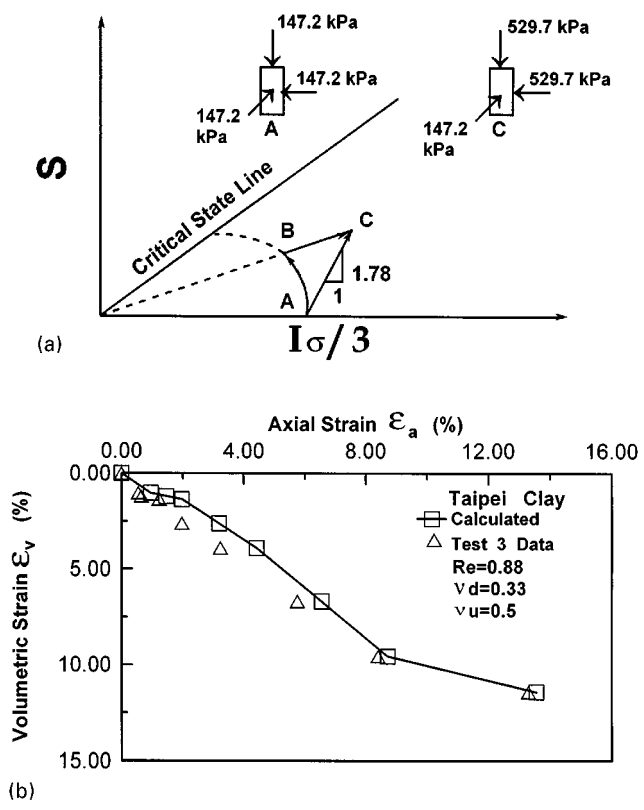 147.2 kPa
529.7 kPa
147.2 kPa
529.7 kPa
147.2
kPa
A
147.2
kPa
C
S
Critical State Line
B
C
A
1.78
1
Iσ/3
(a)
Axial Strain εa (%)
0.00 4.00 8.00 12.00 16.00
0.00
5.00
10.00
15.00
Volumetric Strain εv (%)
Taipei Clay
Calculated
Test 3 Data
Re=0.88
νd=0.33
νu=0.5
(b)